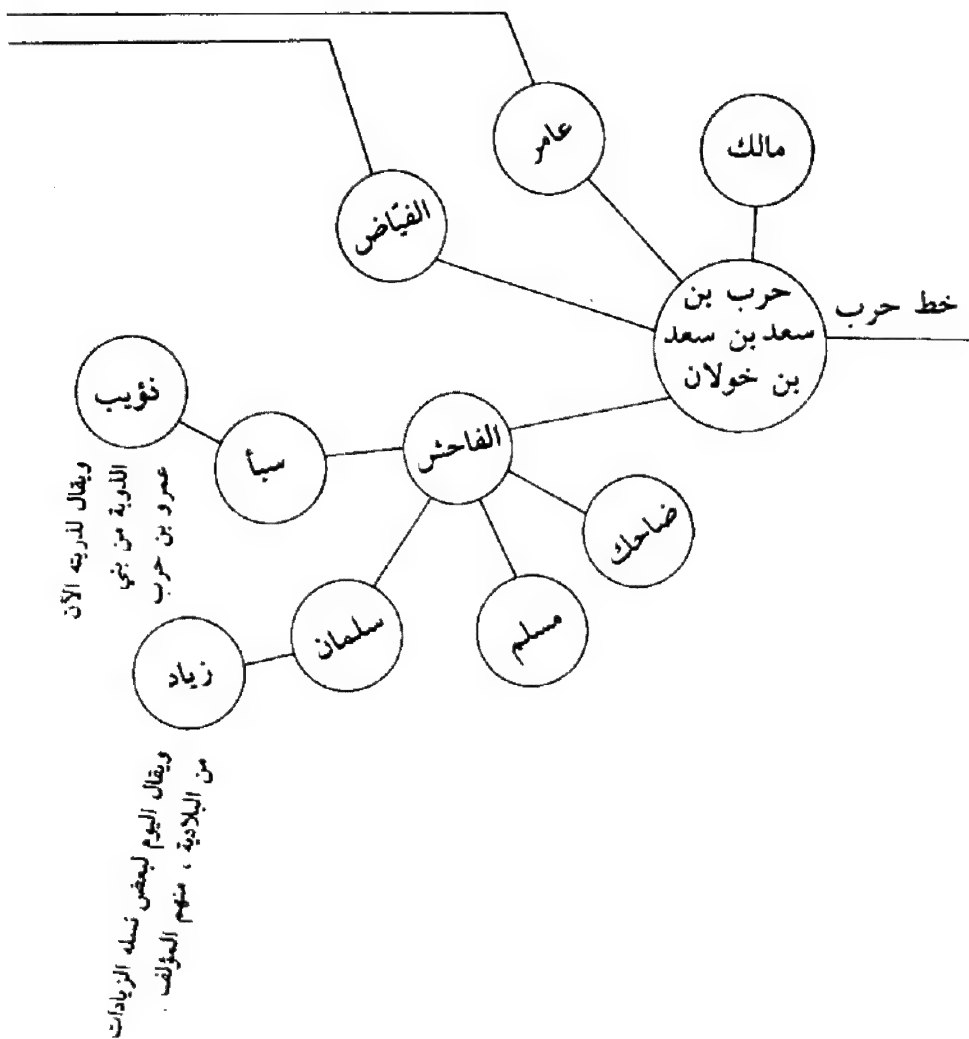 مالك
عامر
الفيّاض
خط حرب
حرب بن
سعد بن سعد
بن خولان
الفاحش
سبأ
نؤيب
ويقال لذريته الآن
الذوبة من بني
عمرو بن حرب
ضاحك
مسلم
سلمان
زياد
ويقال اليوم لبعض نسله الزيادات
من البلادية ، منهم المؤلف .